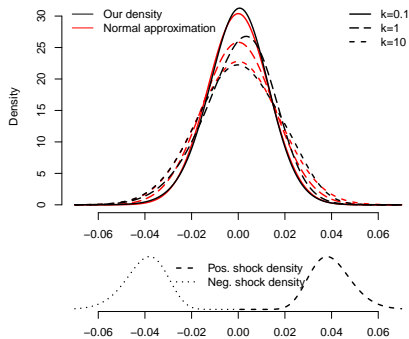 Our density
Normal approximation
k=0.1
k=1
k=10
Density
30
25
20
15
10
5
0
−0.06 −0.04 −0.02 0.00 0.02 0.04 0.06
Pos. shock density
Neg. shock density
−0.06 −0.04 −0.02 0.00 0.02 0.04 0.06